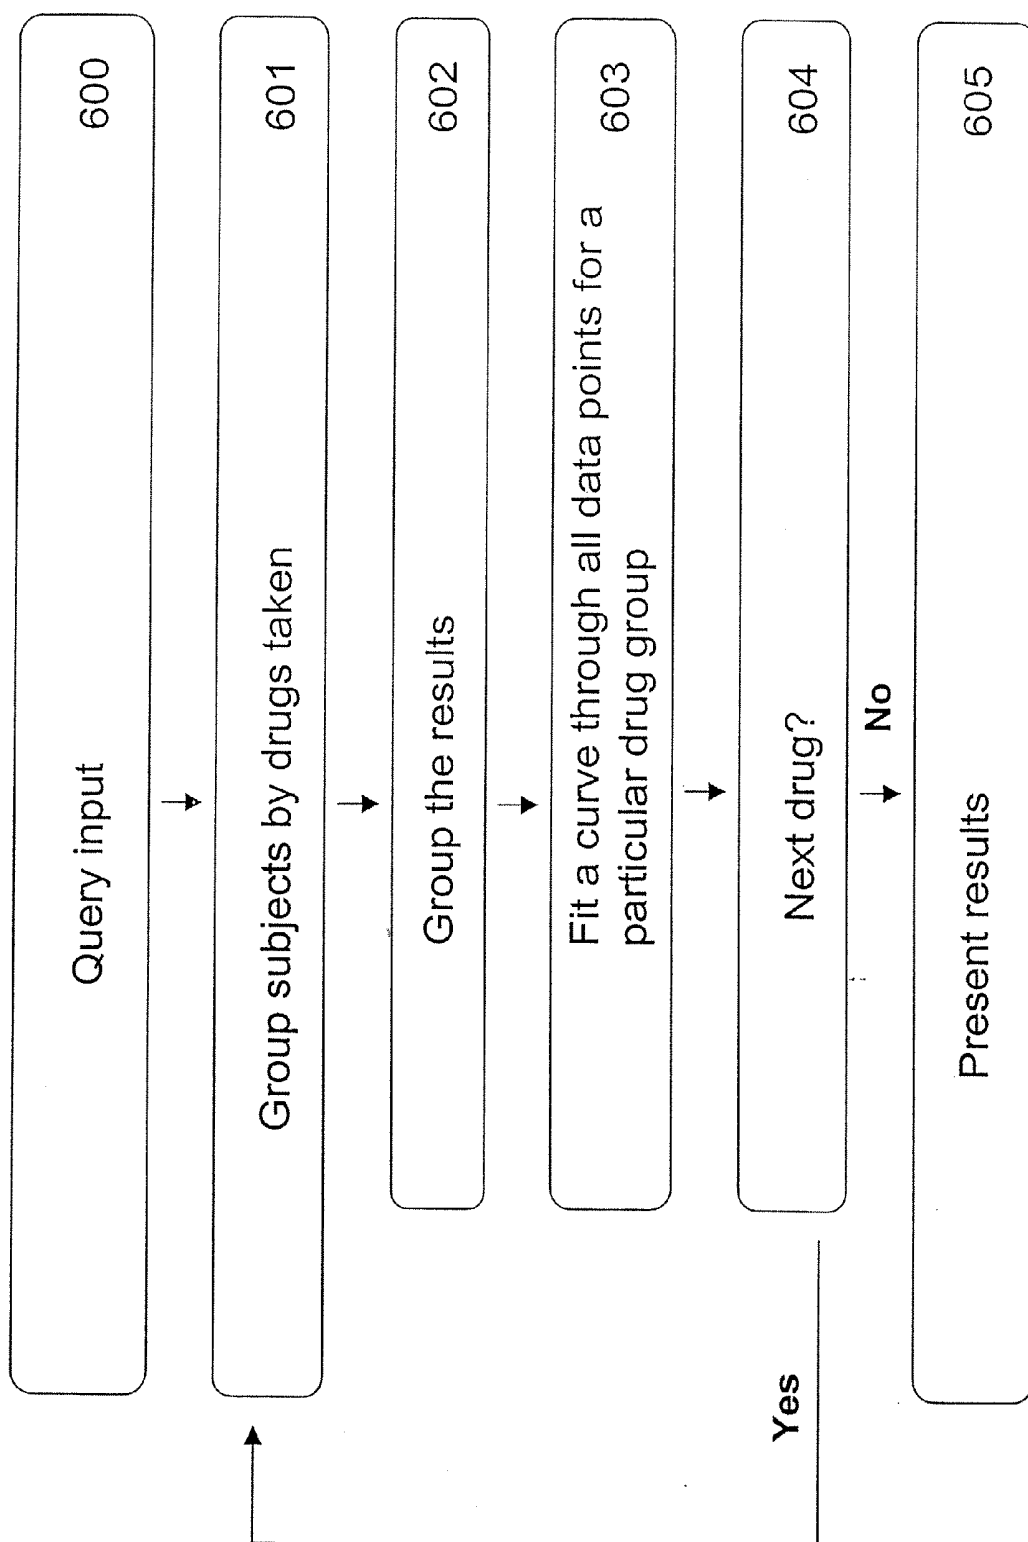 Query input 600
Group subjects by drugs taken 601
Group the results 602
Fit a curve through all data points for a 603
particular drug group
Next drug? 604
Yes
No
Present results 605